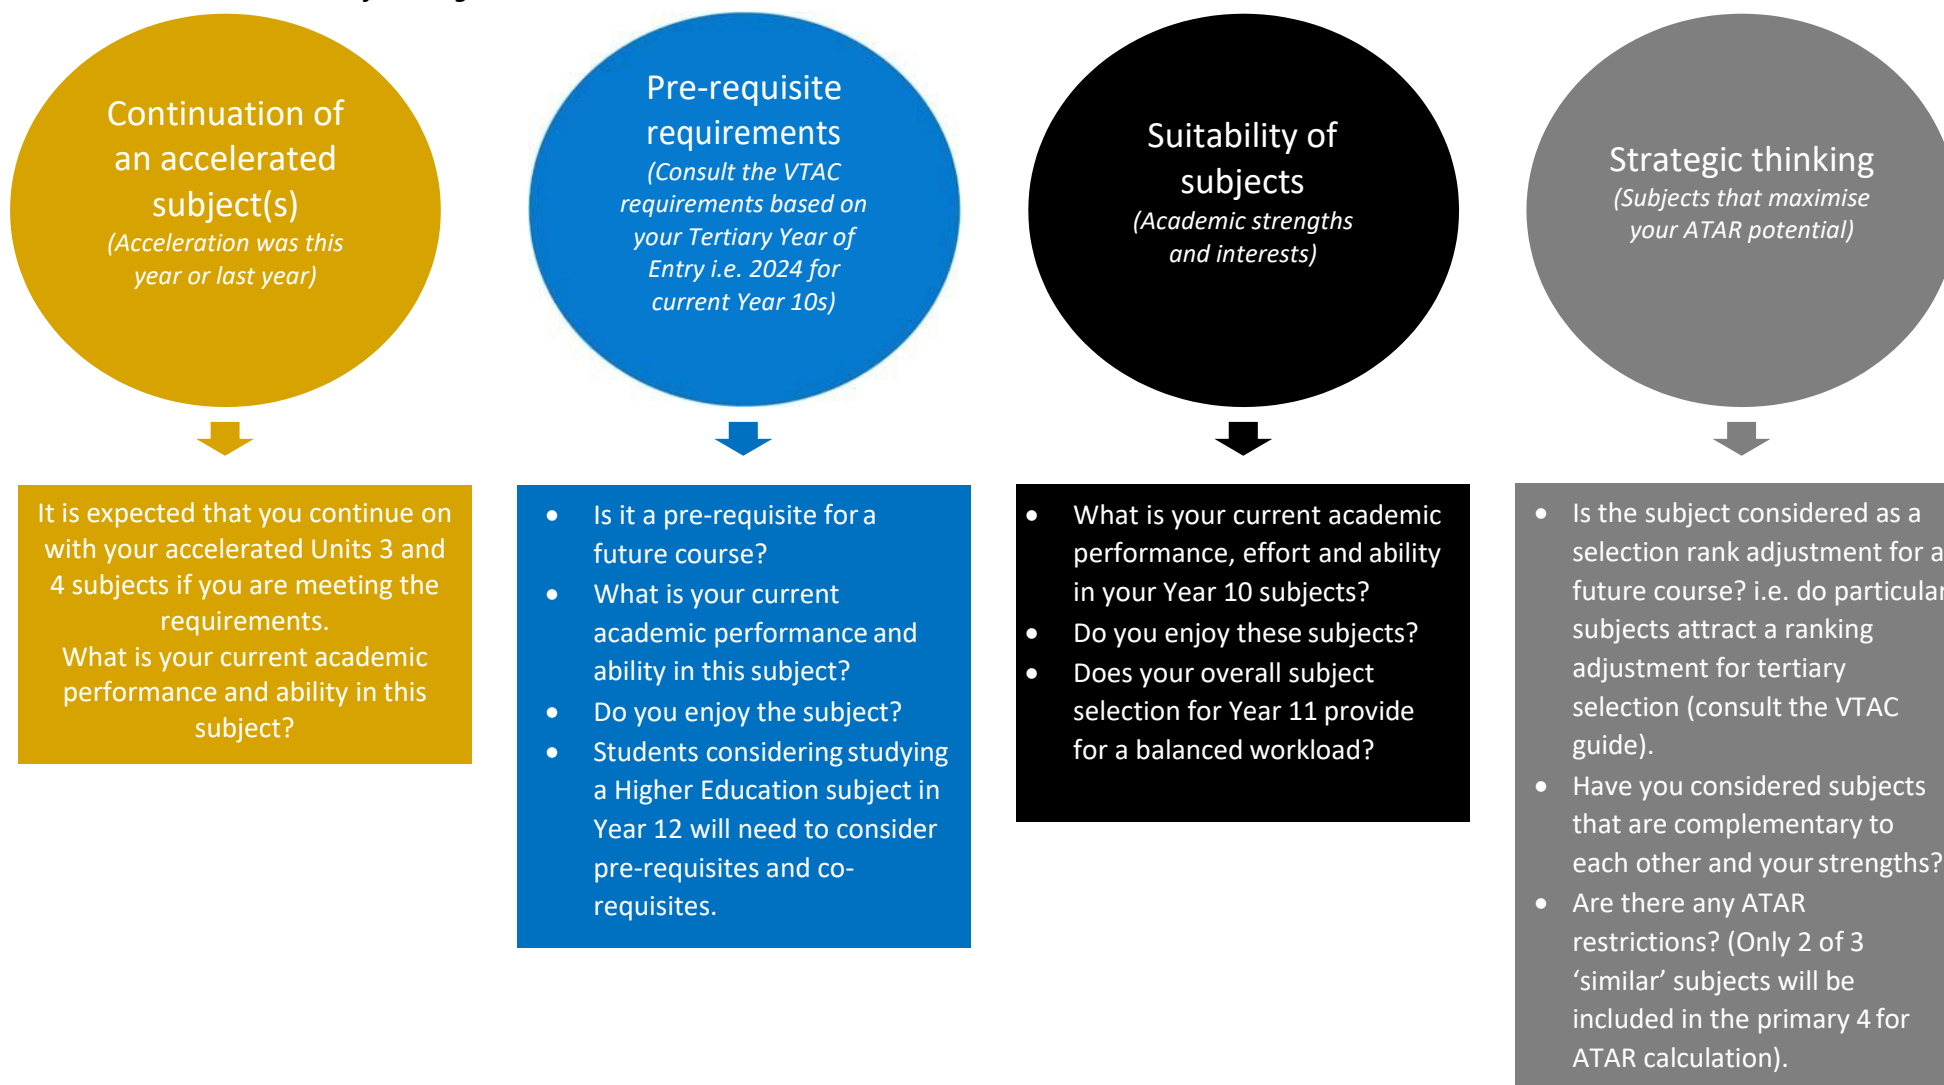 Continuation of
an accelerated
subject(s)
(Acceleration was this
year or last year)
It is expected that you continue on
with your accelerated Units 3 and
4 subjects if you are meeting the
requirements.
What is your current academic
performance and ability in this
subject?
Pre-requisite
requirements
(Consult the VTAC
requirements based on
your Tertiary Year of
Entry i.e. 2024 for
current Year 10s)
• Is it a pre-requisite for a
future course?
• What is your current
academic performance and
ability in this subject?
• Do you enjoy the subject?
• Students considering studying
a Higher Education subject in
Year 12 will need to consider
pre-requisites and co-
requisites.
Suitability of
subjects
(Academic strengths
and interests)
• What is your current academic
performance, effort and ability
in your Year 10 subjects?
• Do you enjoy these subjects?
• Does your overall subject
selection for Year 11 provide
for a balanced workload?
Strategic thinking
(Subjects that maximise
your ATAR potential)
• Is the subject considered as a
selection rank adjustment for a
future course? i.e. do particular
subjects attract a ranking
adjustment for tertiary
selection (consult the VTAC
guide).
• Have you considered subjects
that are complementary to
each other and your strengths?
• Are there any ATAR
restrictions? (Only 2 of 3
‘similar’ subjects will be
included in the primary 4 for
ATAR calculation).